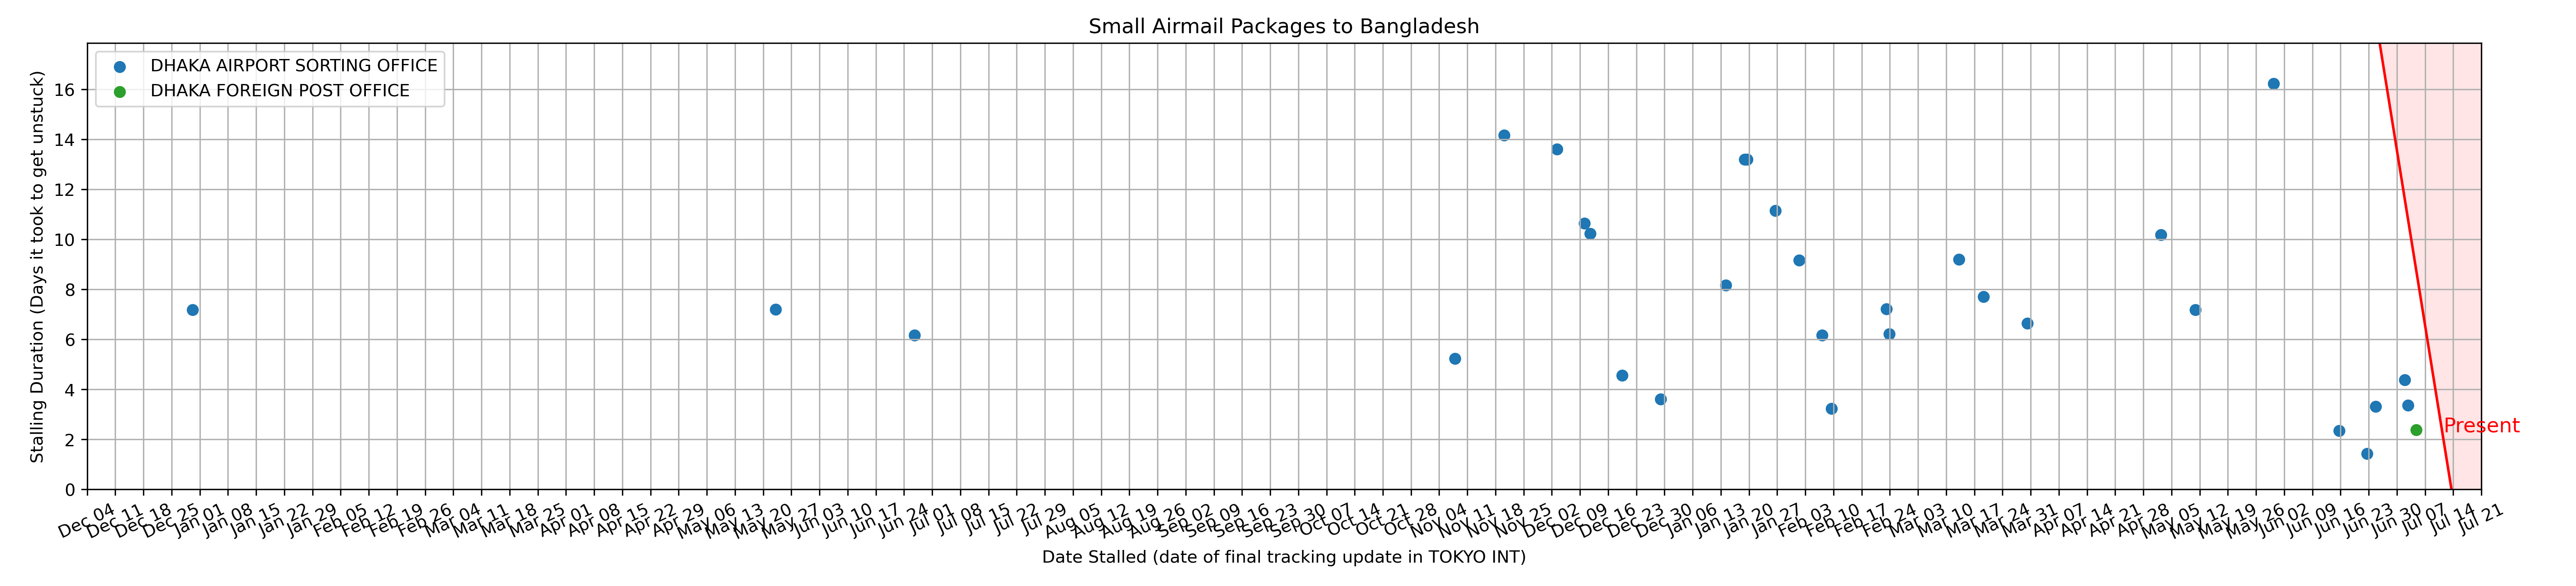 Small Airmail Packages to Bangladesh
DHAKA AIRPORT SORTING OFFICE
DHAKA FOREIGN POST OFFICE
Stalling Duration (Days it took to get unstuck)
16
14
12
10
8
6
4
2
0
Present
Dec 04
Dec 11
Dec 18
Dec 25
Jan 01
Jan 08
Jan 15
Jan 22
Jan 29
Feb 05
Feb 12
Feb 19
Feb 26
Mar 04
Mar 11
Mar 18
Mar 25
Apr 01
Apr 08
Apr 15
Apr 22
Apr 29
May 06
May 13
May 20
May 27
Jun 03
Jun 10
Jun 17
Jun 24
Jul 01
Jul 08
Jul 15
Jul 22
Jul 29
Aug 05
Aug 12
Aug 19
Aug 26
Sep 02
Sep 09
Sep 16
Sep 23
Sep 30
Oct 07
Oct 14
Oct 21
Oct 28
Nov 04
Nov 11
Nov 18
Nov 25
Dec 02
Dec 09
Dec 16
Dec 23
Dec 30
Jan 06
Jan 13
Jan 20
Jan 27
Feb 03
Feb 10
Feb 17
Feb 24
Mar 03
Mar 10
Mar 17
Mar 24
Mar 31
Apr 07
Apr 14
Apr 21
Apr 28
May 05
May 12
May 19
May 26
Jun 02
Jun 09
Jun 16
Jun 23
Jun 30
Jul 07
Jul 14
Jul 21
Date Stalled (date of final tracking update in TOKYO INT)